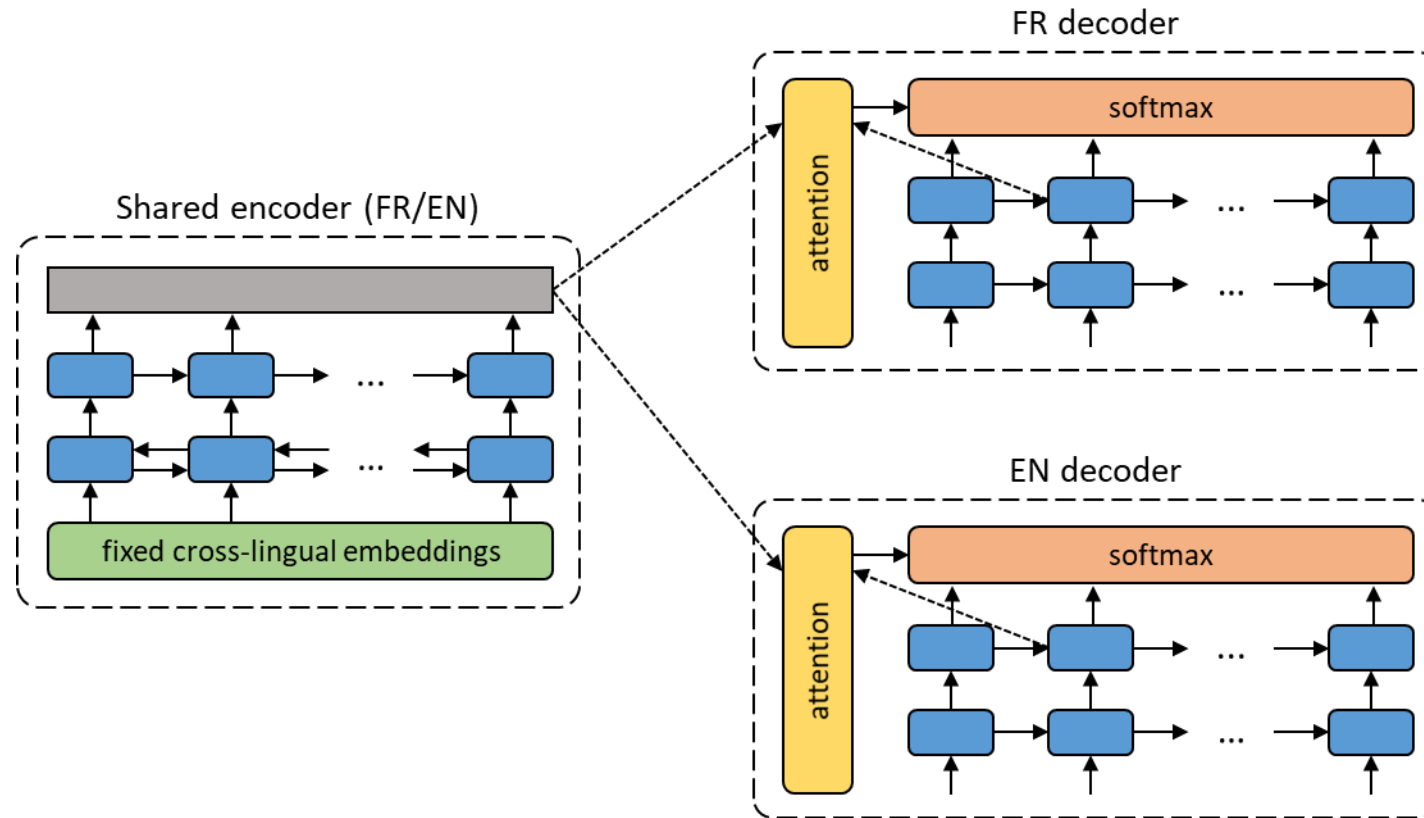 Shared encoder (FR/EN)
...
...
fixed cross-lingual embeddings
FR decoder
attention
softmax
...
...
EN decoder
attention
softmax
...
...